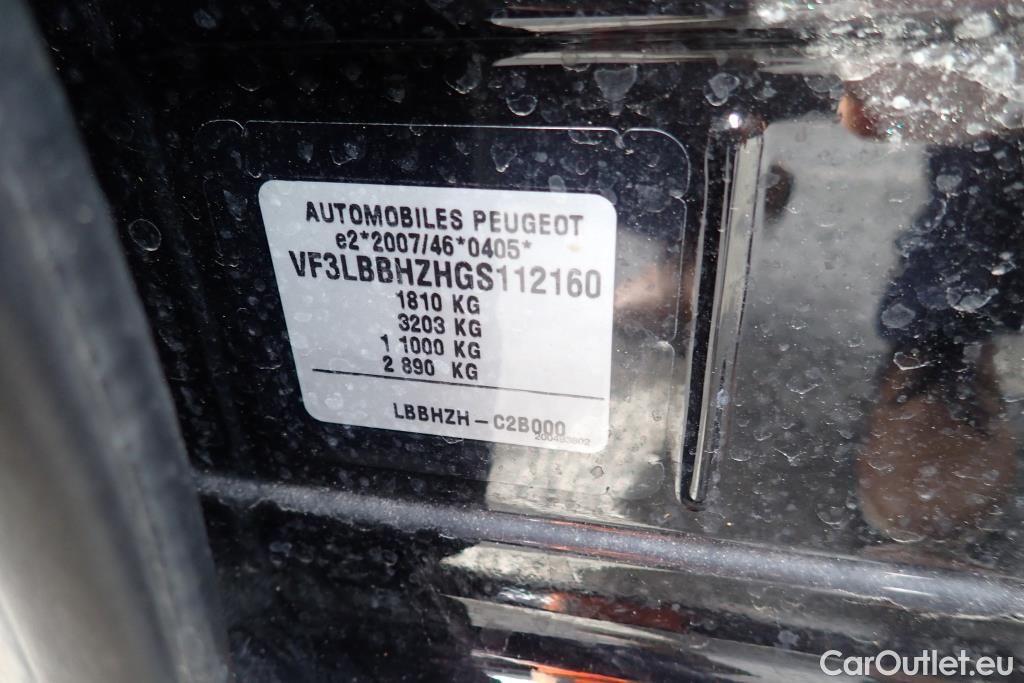 AUTOMOBILES PEUGEOT
e2*2007/46*0405*
VF3LBBHZHGS112160
1810 KG
3203 KG
1 1000 KG
2 890 KG
LBBHZH - C2B000
200493802
CarOutlet.eu